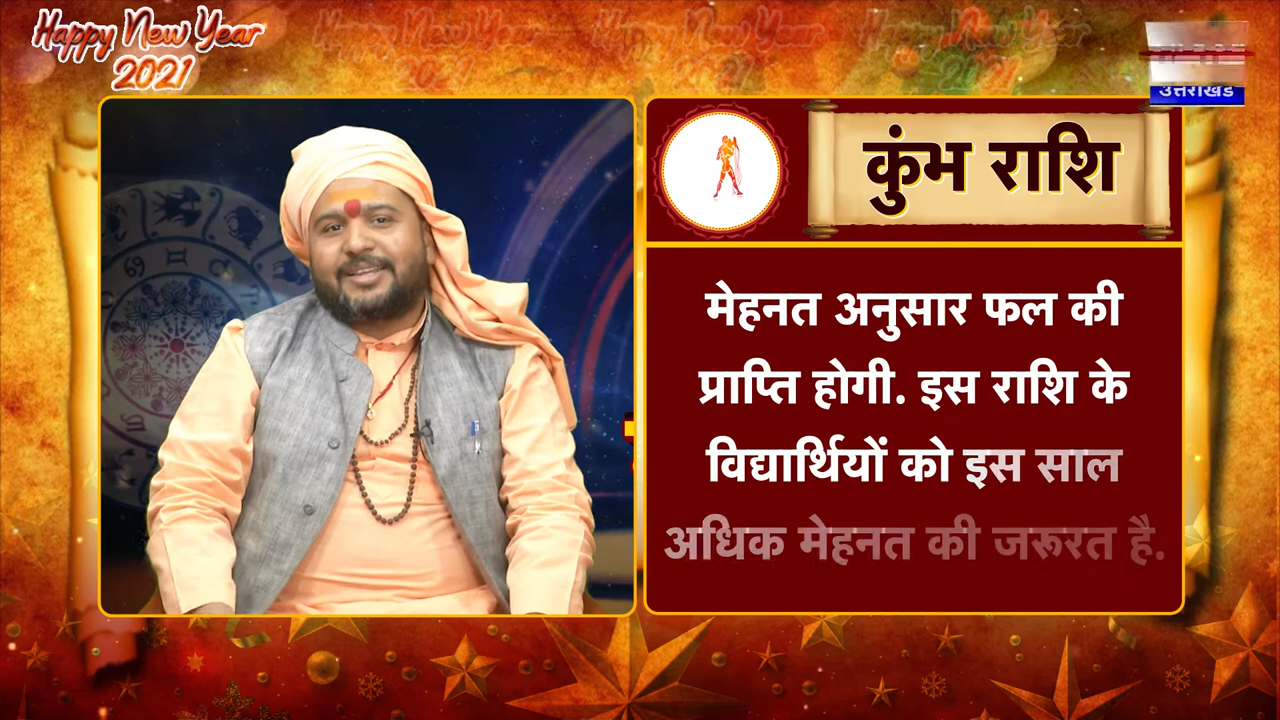 Happy New Year
2021
उत्तराखंड
कुंभ राशि
मेहनत अनुसार फल की
प्राप्ति होगी. इस राशि के
विद्यार्थियों को इस साल
अधिक मेहनत की जरूरत है.